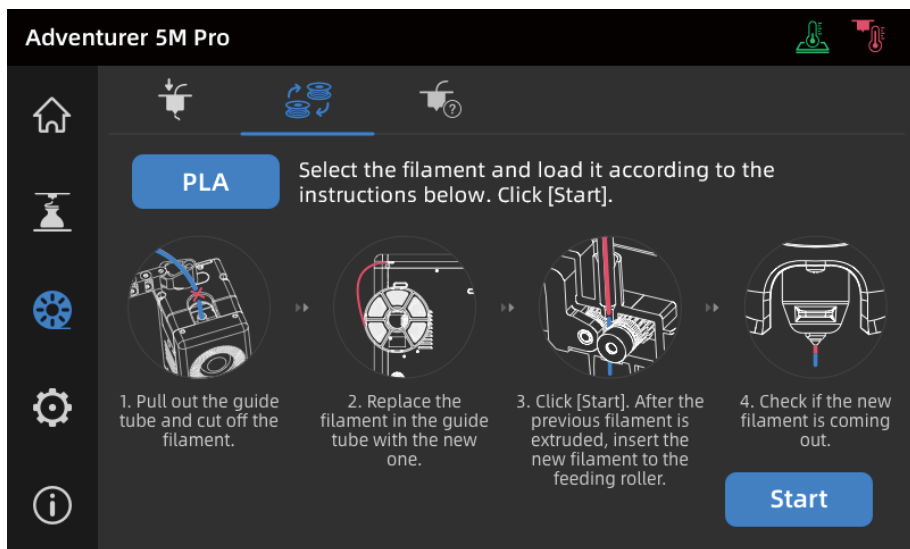 Adventurer 5M Pro
PLA
Select the filament and load it according to the
instructions below. Click [Start].
1. Pull out the guide
tube and cut off the
filament.
2. Replace the
filament in the guide
tube with the new
one.
3. Click [Start]. After the
previous filament is
extruded, insert the
new filament to the
feeding roller.
4. Check if the new
filament is coming
out.
Start